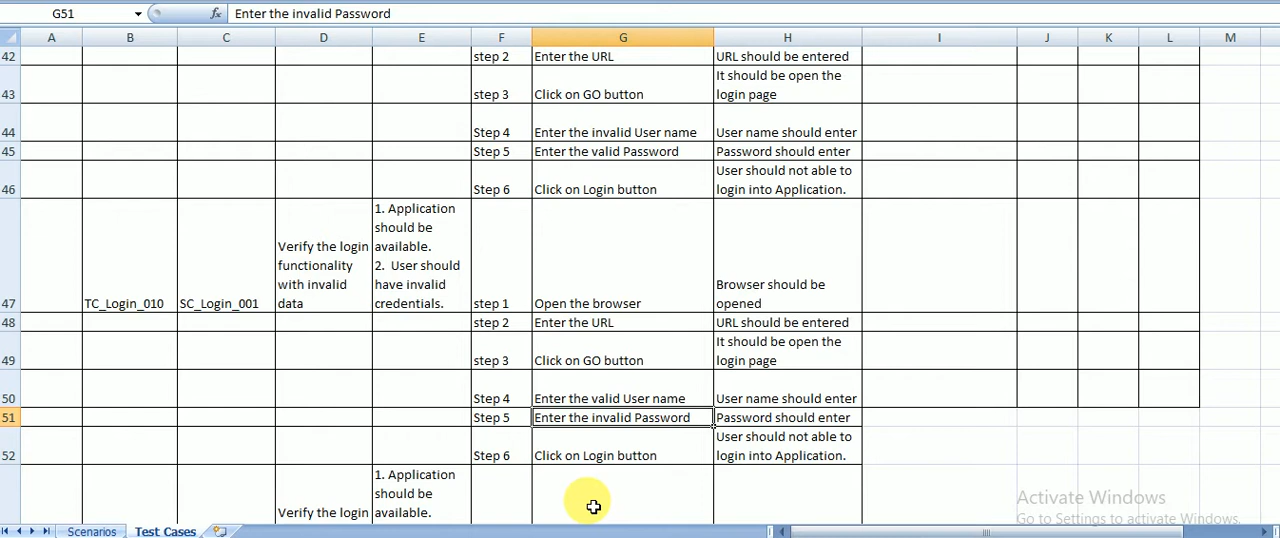 G51 fx Enter the invalid Password
A B C D E F G H I J K L M
42 step 2 Enter the URL URL should be entered
It should be open the
43 step 3 Click on GO button login page
44 Step 4 Enter the invalid User name User name should enter
45 Step 5 Enter the valid Password Password should enter
User should not able to
46 Step 6 Click on Login button login into Application.
1. Application
should be
Verify the login available.
functionality 2. User should
with invalid have invalid Browser should be
47 TC_Login_010 SC_Login_001 data credentials. step 1 Open the browser opened
48 step 2 Enter the URL URL should be entered
It should be open the
49 step 3 Click on GO button login page
50 Step 4 Enter the valid User name User name should enter
51 Step 5 Enter the invalid Password Password should enter
User should not able to
52 Step 6 Click on Login button login into Application.
1. Application
should be
Verify the login available.
Activate Windows
Go to Settings to activate Windows.
Scenarios Test Cases